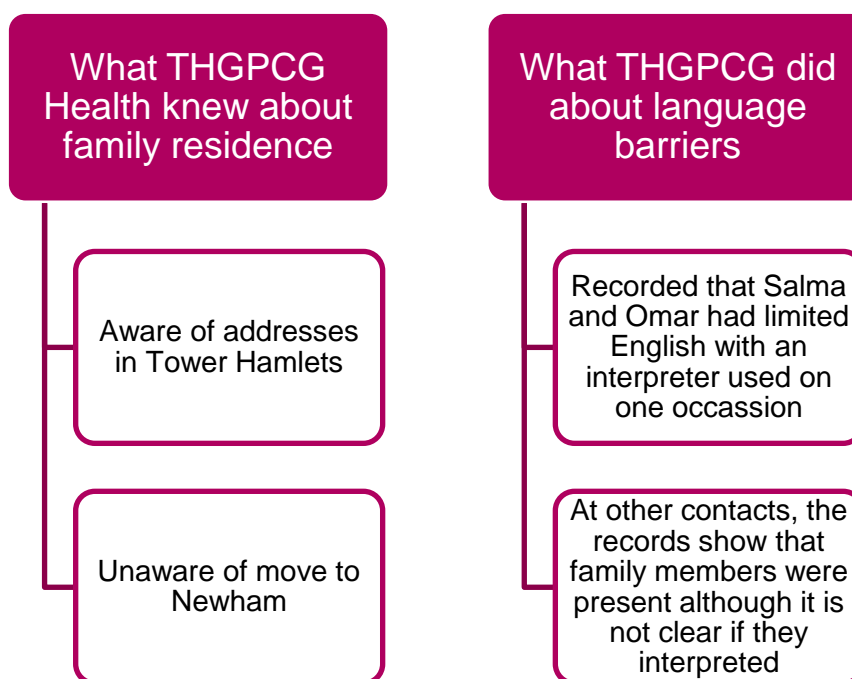 What THGPCG
Health knew about
family residence
Aware of addresses
in Tower Hamlets
Unaware of move to
Newham
What THGPCG did
about language
barriers
Recorded that Salma
and Omar had limited
English with an
interpreter used on
one occassion
At other contacts, the
records show that
family members were
present although it is
not clear if they
interpreted